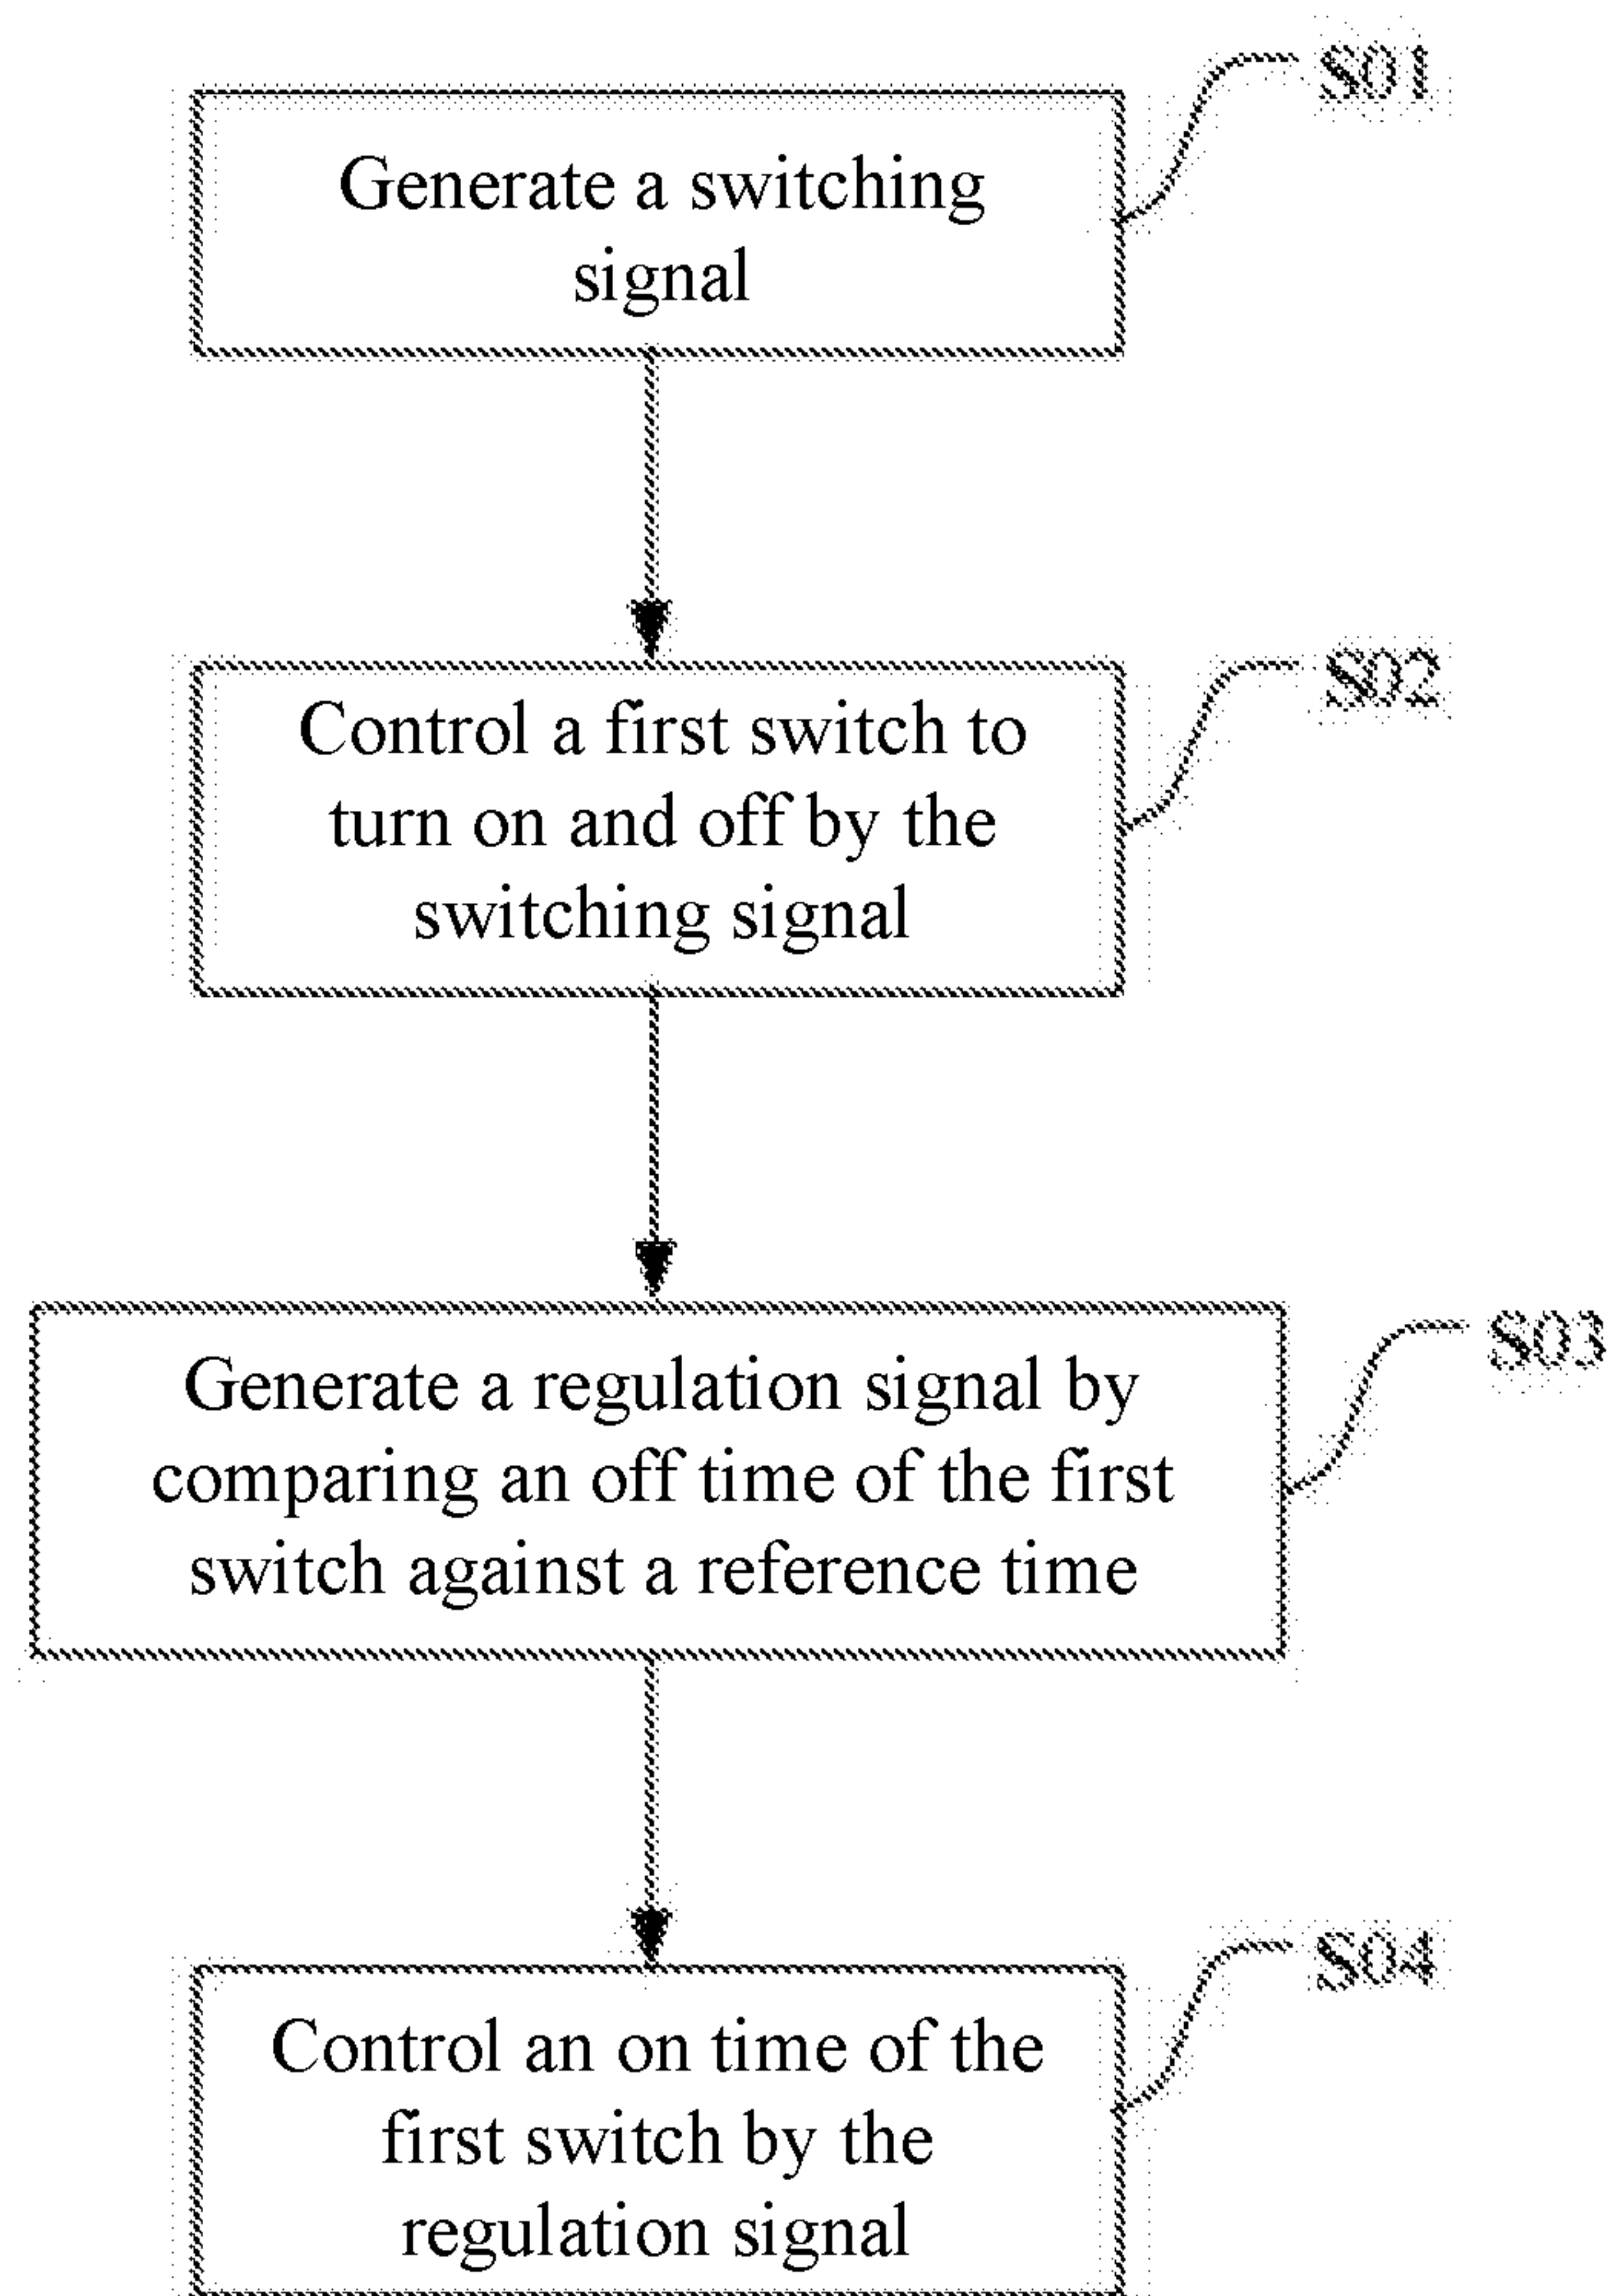 S01
Generate a switching
signal
S02
Control a first switch to
turn on and off by the
switching signal
S03
Generate a regulation signal by
comparing an off time of the first
switch against a reference time
S04
Control an on time of the
first switch by the
regulation signal